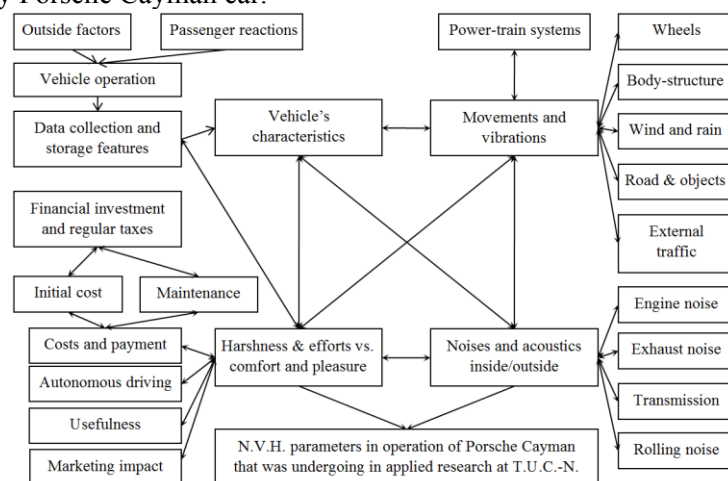 y Porsche Cayman car.
Outside factors
Passenger reactions
Power-train systems
Wheels
Vehicle operation
Body-structure
Data collection and
storage features
Vehicle's
characteristics
Movements and
vibrations
Wind and rain
Road & objects
Financial investment
and regular taxes
External
traffic
Initial cost
Maintenance
Engine noise
Costs and payment
Harshness & efforts vs.
comfort and pleasure
Noises and acoustics
inside/outside
Exhaust noise
Autonomous driving
Transmission
Usefulness
Rolling noise
Marketing impact
N.V.H. parameters in operation of Porsche Cayman
that was undergoing in applied research at T.U.C.-N.